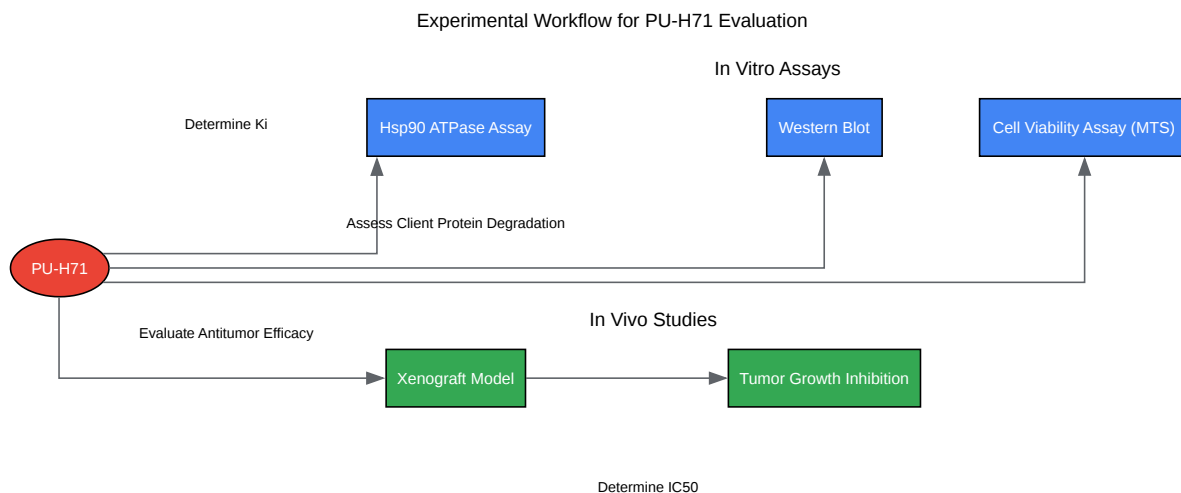 Experimental Workflow for PU-H71 Evaluation
In Vitro Assays
Determine Ki
Hsp90 ATPase Assay
Western Blot
Cell Viability Assay (MTS)
Assess Client Protein Degradation
PU-H71
Evaluate Antitumor Efficacy
In Vivo Studies
Xenograft Model
Tumor Growth Inhibition
Determine IC50